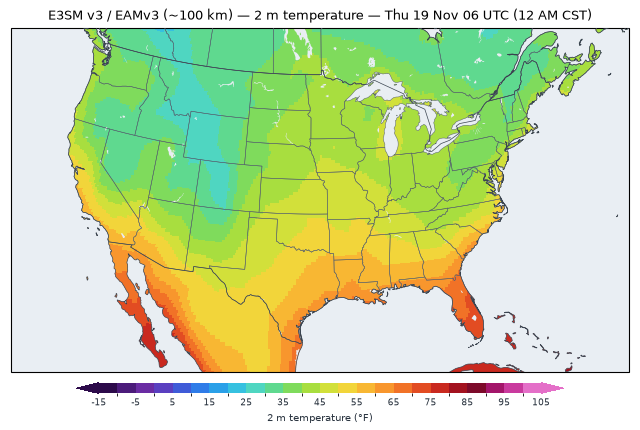 E3SM v3 / EAMv3 (~100 km) — 2 m temperature — Thu 19 Nov 06 UTC (12 AM CST)
-15 -5 5 15 25 35 45 55 65 75 85 95 105
2 m temperature (°F)